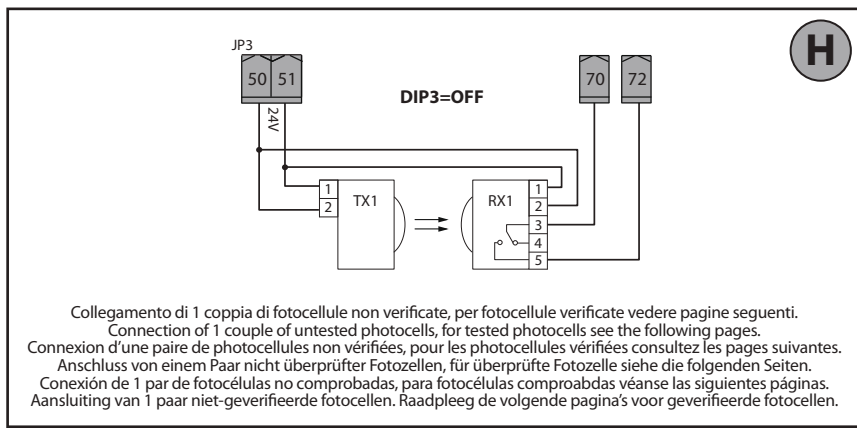 JP3
H
50 51
70 72
DIP3=OFF
24V
1
2
TX1
RX1
1
2
3
4
5
Collegamento di 1 coppia di fotocellule non verificate, per fotocellule verificate vedere pagine seguenti.
Connection of 1 couple of untested photocells, for tested photocells see the following pages.
Connexion d'une paire de photocellules non vérifiées, pour les photocellules vérifiées consultez les pages suivantes.
Anschluss von einem Paar nicht überprüfter Fotozellen, für überprüfte Fotozelle siehe die folgenden Seiten.
Conexión de 1 par de fotocélulas no comprobadas, para fotocélulas comproabdas véanse las siguientes páginas.
Aansluiting van 1 paar niet-geverifieerde fotocellen. Raadpleeg de volgende pagina's voor geverifieerde fotocellen.